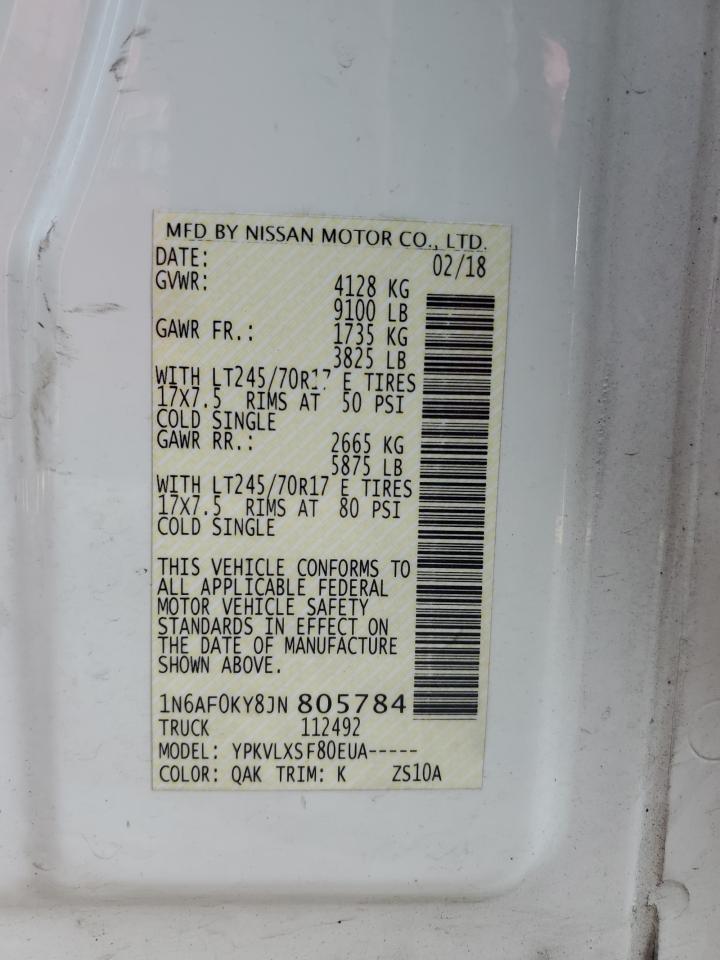 MFD BY NISSAN MOTOR CO., LTD.
DATE: 02/18
GVWR: 4128 KG
9100 LB
GAWR FR.: 1735 KG
3825 LB
WITH LT245/70R17 E TIRES
17X7.5 RIMS AT 50 PSI
COLD SINGLE
GAWR RR.: 2665 KG
5875 LB
WITH LT245/70R17 E TIRES
17X7.5 RIMS AT 80 PSI
COLD SINGLE
THIS VEHICLE CONFORMS TO
ALL APPLICABLE FEDERAL
MOTOR VEHICLE SAFETY
STANDARDS IN EFFECT ON
THE DATE OF MANUFACTURE
SHOWN ABOVE.
1N6AF0KY8JN 805784
TRUCK 112492
MODEL: YPKVLXSF80EUA-----
COLOR: QAK TRIM: K ZS10A